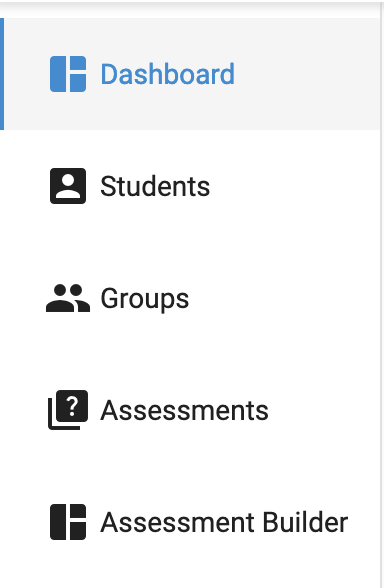 Dashboard
Students
Groups
Assessments
Assessment Builder